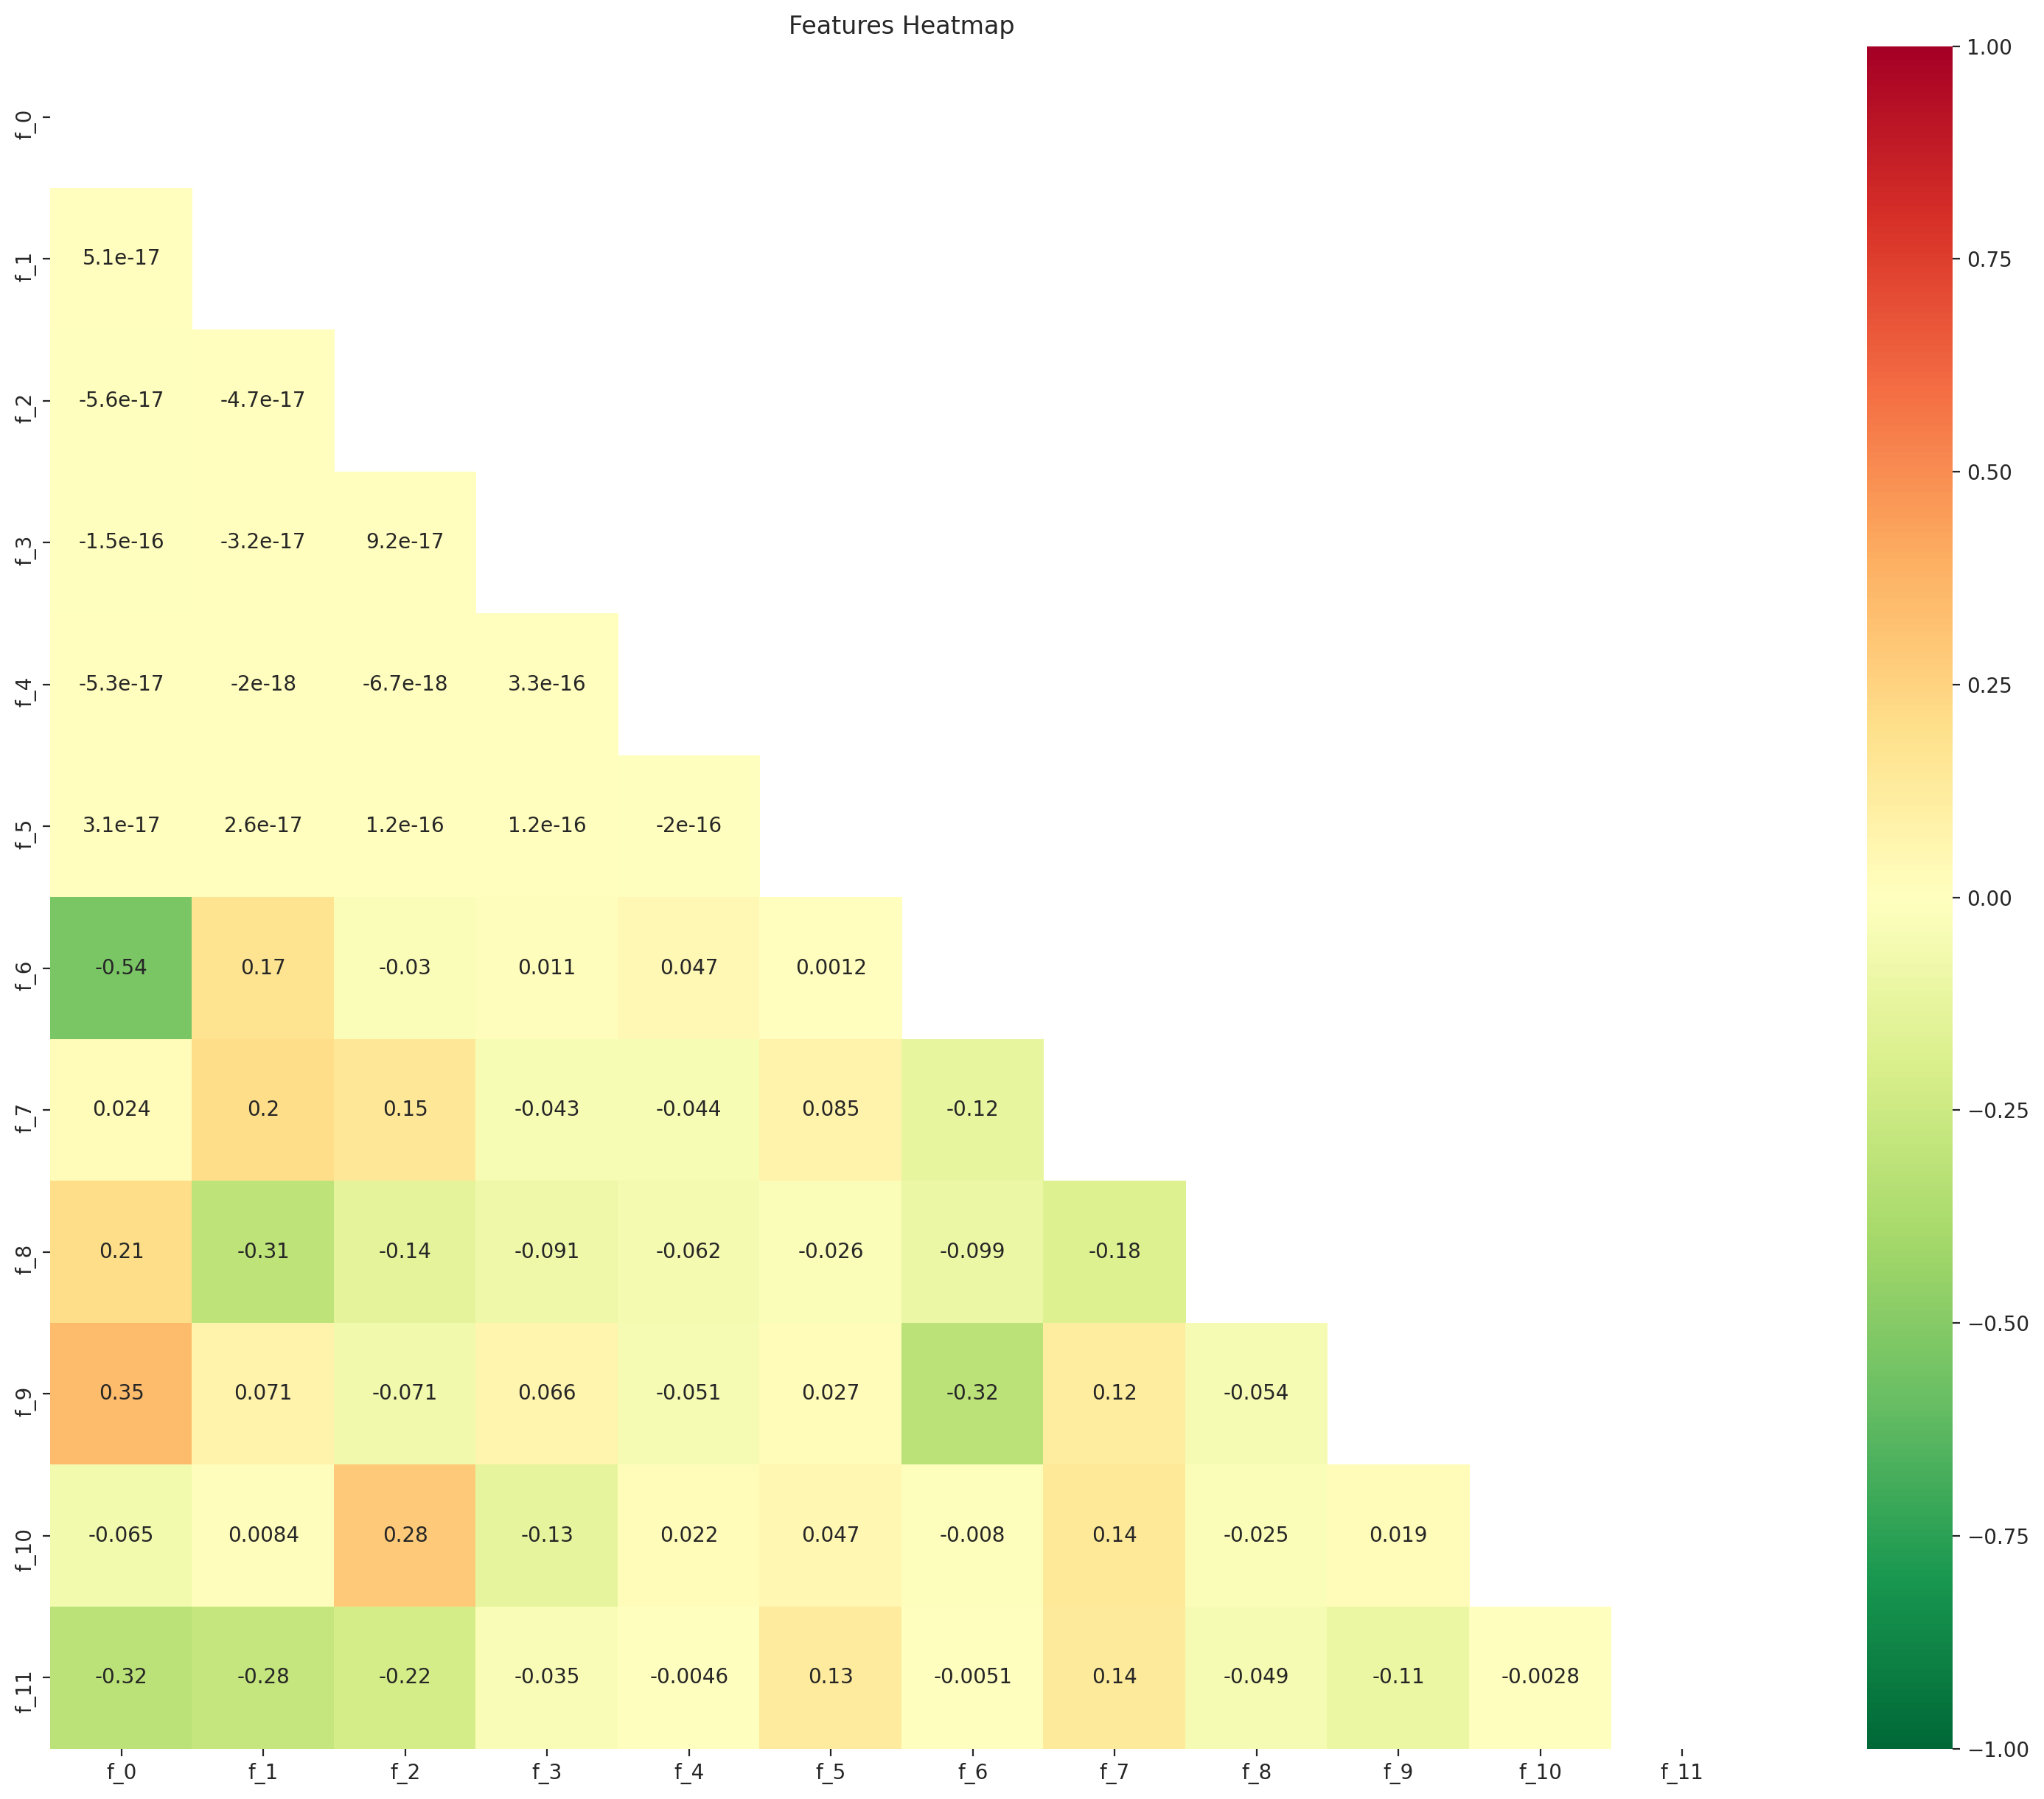 Features Heatmap
1.00
f_0
f_1 5.1e-17
0.75
f_2 -5.6e-17 -4.7e-17
0.50
f_3 -1.5e-16 -3.2e-17 9.2e-17
f_4 -5.3e-17 -2e-18 -6.7e-18 3.3e-16
0.25
f_5 3.1e-17 2.6e-17 1.2e-16 1.2e-16 -2e-16
0.00
f_6 -0.54 0.17 -0.03 0.011 0.047 0.0012
f_7 0.024 0.2 0.15 -0.043 -0.044 0.085 -0.12
−0.25
f_8 0.21 -0.31 -0.14 -0.091 -0.062 -0.026 -0.099 -0.18
−0.50
f_9 0.35 0.071 -0.071 0.066 -0.051 0.027 -0.32 0.12 -0.054
f_10 -0.065 0.0084 0.28 -0.13 0.022 0.047 -0.008 0.14 -0.025 0.019
−0.75
f_11 -0.32 -0.28 -0.22 -0.035 -0.0046 0.13 -0.0051 0.14 -0.049 -0.11 -0.0028
−1.00
f_0 f_1 f_2 f_3 f_4 f_5 f_6 f_7 f_8 f_9 f_10 f_11